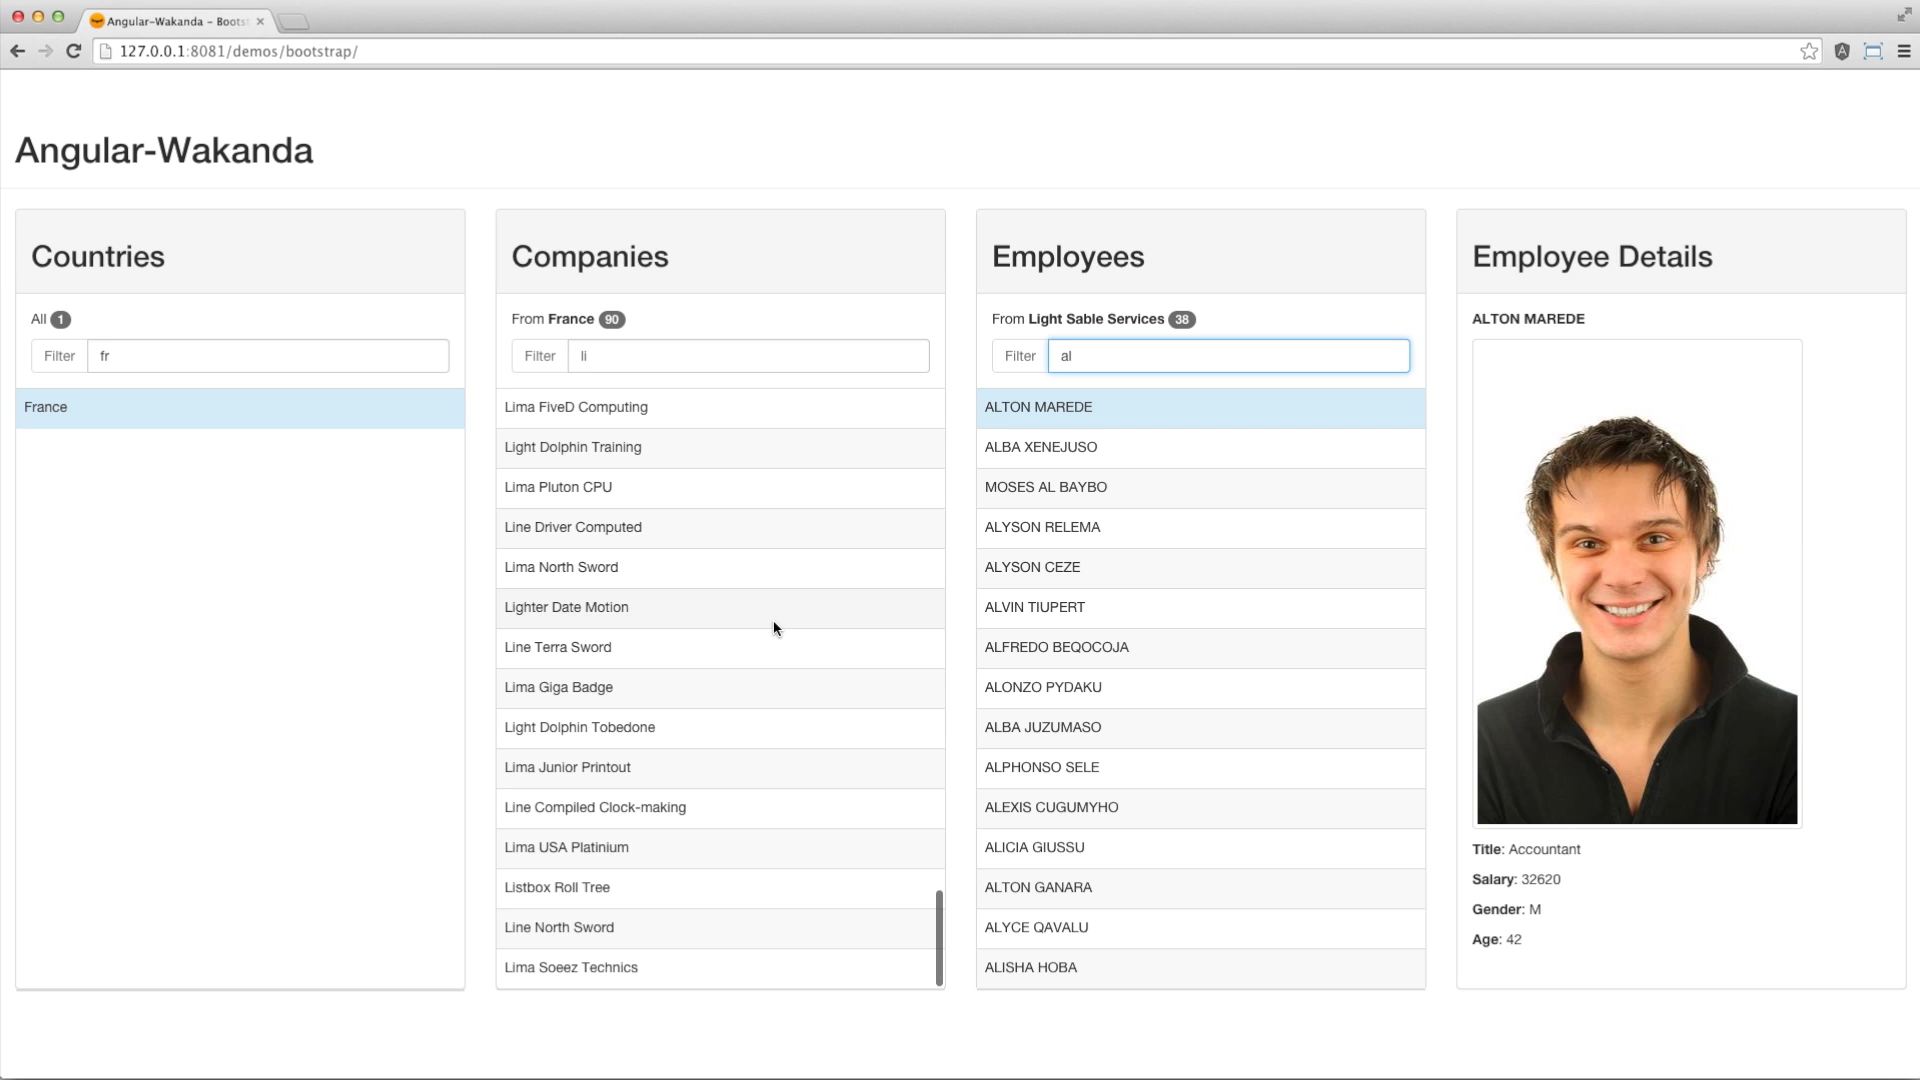 Angular-Wakanda - Boots
127.0.0.1:8081/demos/bootstrap/
Angular-Wakanda
Countries
All 1
Filter fr
France
Companies
From France 90
Filter li
Lima FiveD Computing
Light Dolphin Training
Lima Pluton CPU
Line Driver Computed
Lima North Sword
Lighter Date Motion
Line Terra Sword
Lima Giga Badge
Light Dolphin Tobedone
Lima Junior Printout
Line Compiled Clock-making
Lima USA Platinium
Listbox Roll Tree
Line North Sword
Lima Soeez Technics
Employees
From Light Sable Services 38
Filter al
ALTON MAREDE
ALBA XENEJUSO
MOSES AL BAYBO
ALYSON RELEMA
ALYSON CEZE
ALVIN TIUPERT
ALFREDO BEQOCOJA
ALONZO PYDAKU
ALBA JUZUMASO
ALPHONSO SELE
ALEXIS CUGUMYHO
ALICIA GIUSSU
ALTON GANARA
ALYCE QAVALU
ALISHA HOBA
Employee Details
ALTON MAREDE
Title: Accountant
Salary: 32620
Gender: M
Age: 42